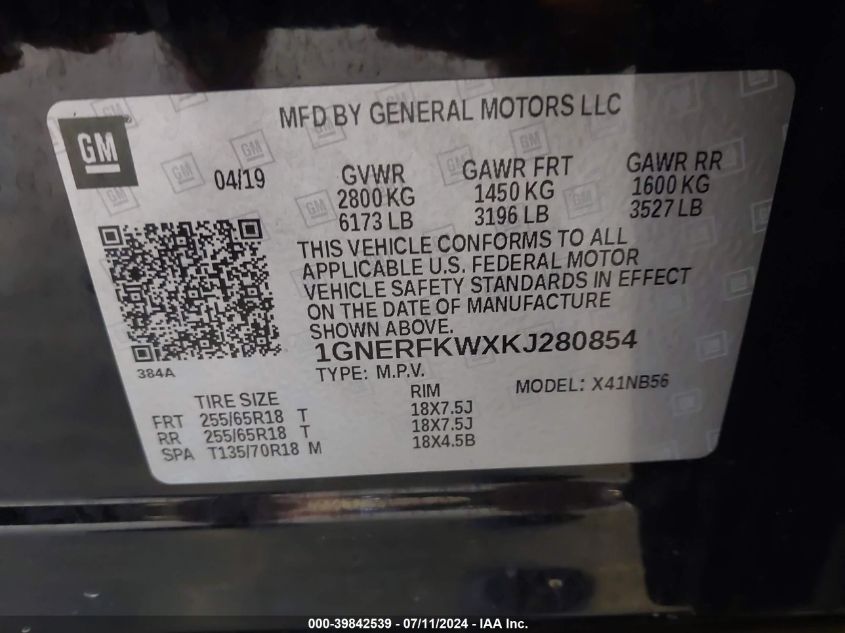 MFD BY GENERAL MOTORS LLC
GM
04/19
GVWR GAWR FRT GAWR RR
2800 KG 1450 KG 1600 KG
6173 LB 3196 LB 3527 LB
THIS VEHICLE CONFORMS TO ALL
APPLICABLE U.S. FEDERAL MOTOR
VEHICLE SAFETY STANDARDS IN EFFECT
ON THE DATE OF MANUFACTURE
SHOWN ABOVE.
1GNERFKWXKJ280854
384A
TYPE: M.P.V. MODEL: X41NB56
TIRE SIZE RIM
FRT 255/65R18 T 18X7.5J
RR 255/65R18 T 18X7.5J
SPA T135/70R18 M 18X4.5B
000-39842539 - 07/11/2024 - IAA Inc.